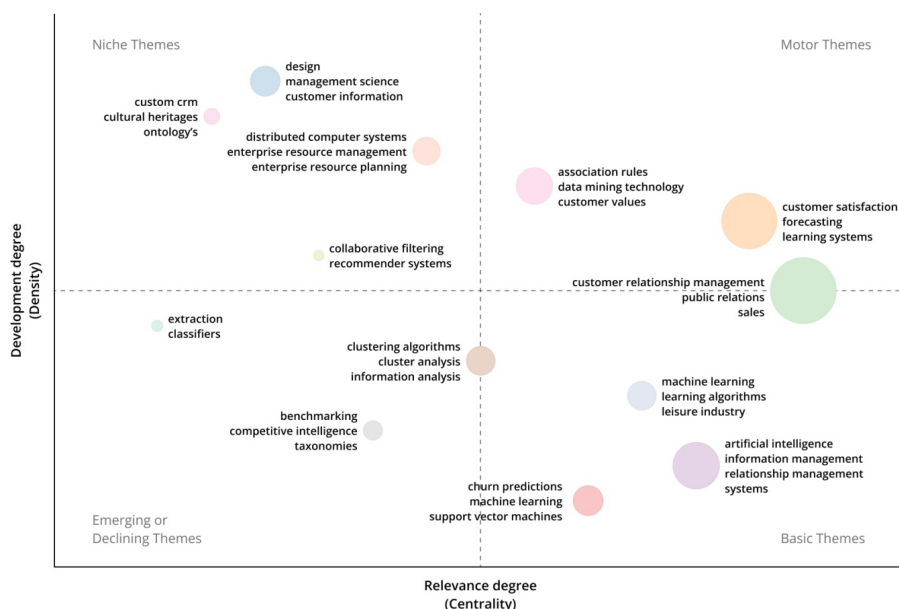 Niche Themes
Motor Themes
design
management science
customer information
custom crm
cultural heritages
ontology's
distributed computer systems
enterprise resource management
enterprise resource planning
association rules
data mining technology
customer values
customer satisfaction
forecasting
learning systems
collaborative filtering
recommender systems
customer relationship management
public relations
sales
Development degree
(Density)
extraction
classifiers
clustering algorithms
cluster analysis
information analysis
machine learning
learning algorithms
leisure industry
benchmarking
competitive intelligence
taxonomies
artificial intelligence
information management
relationship management
systems
churn predictions
machine learning
support vector machines
Emerging or
Declining Themes
Basic Themes
Relevance degree
(Centrality)